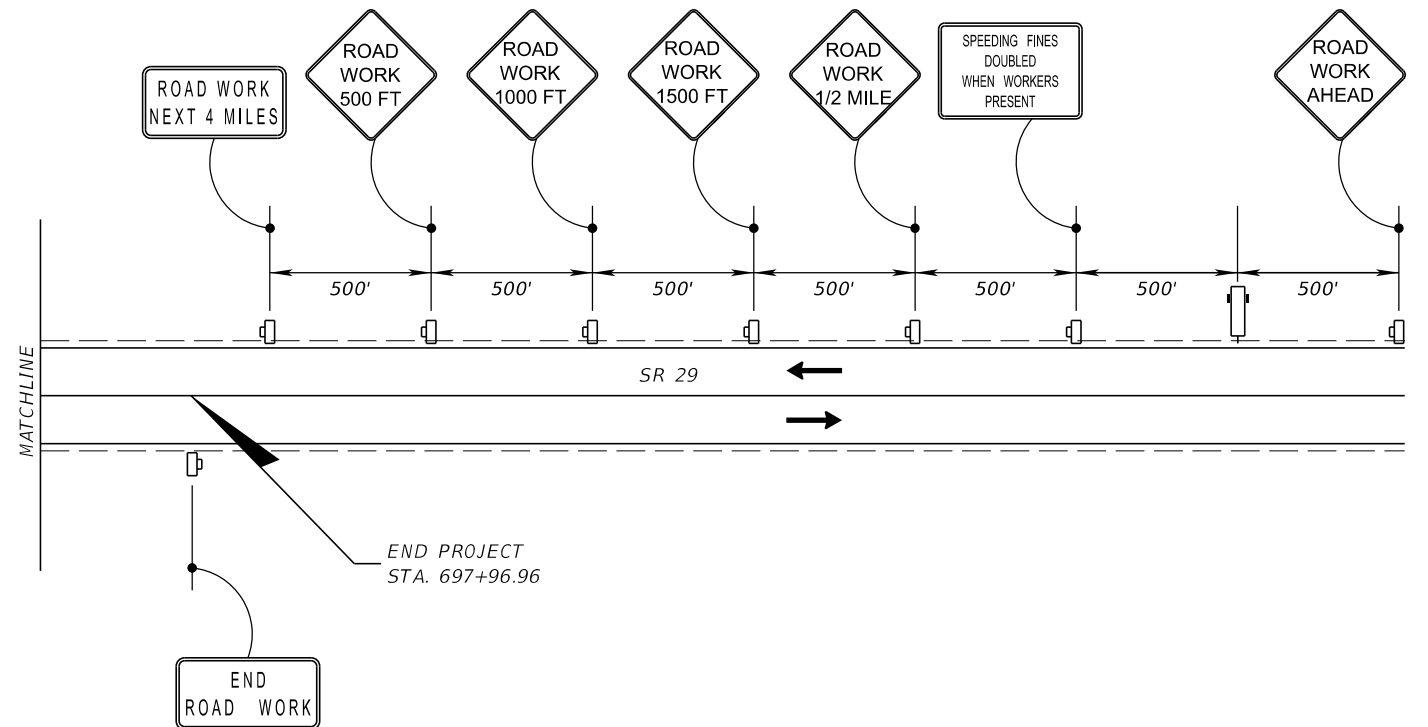 ROAD WORK
NEXT 4 MILES
ROAD
WORK
500 FT
ROAD
WORK
1000 FT
ROAD
WORK
1500 FT
ROAD
WORK
1/2 MILE
SPEEDING FINES
DOUBLED
WHEN WORKERS
PRESENT
ROAD
WORK
AHEAD
500'
500'
500'
500'
500'
500'
500'
MATCHLINE
SR 29
END PROJECT
STA. 697+96.96
END
ROAD WORK